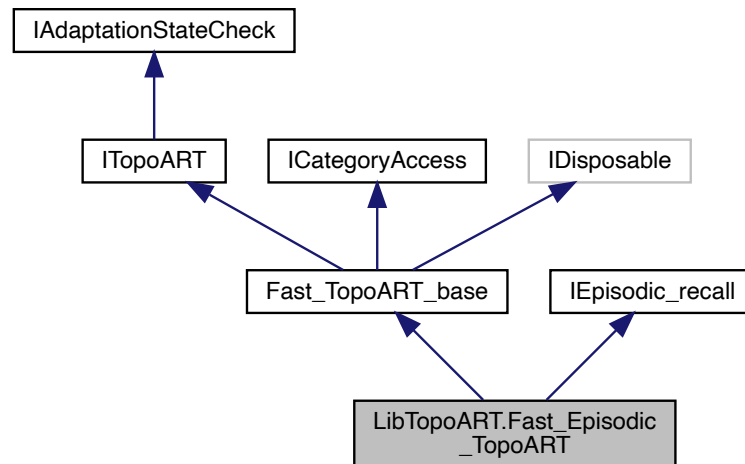 IAdaptationStateCheck
ITopoART
ICategoryAccess
IDisposable
Fast_TopoART_base
IEpisodic_recall
LibTopoART.Fast_Episodic
_TopoART